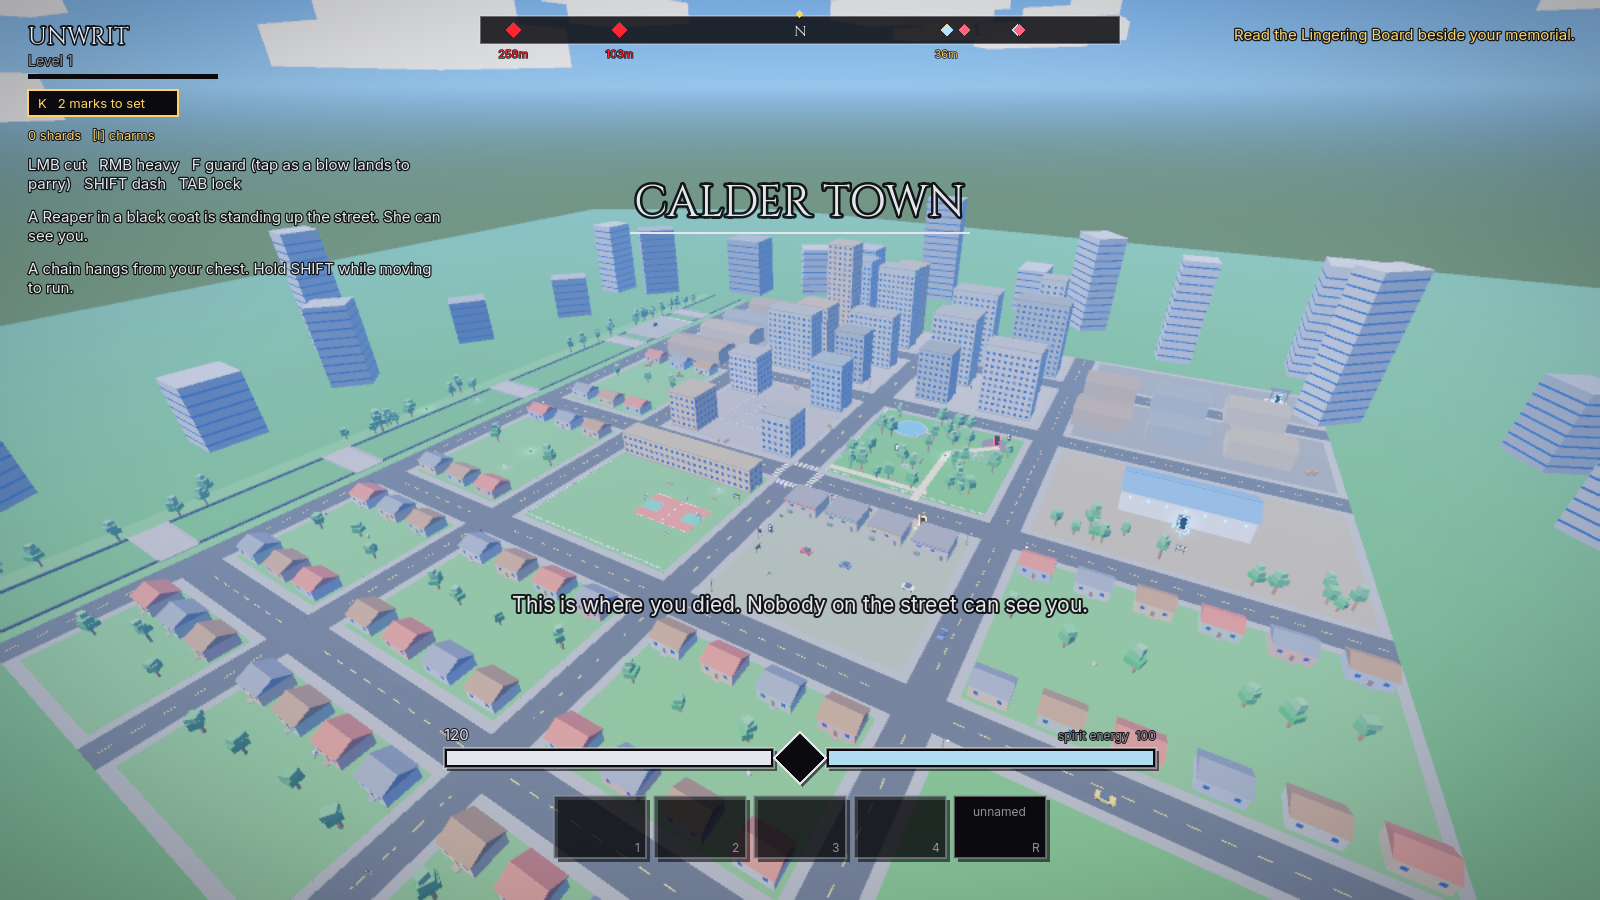 UNWRIT
Level 1
K 2 marks to set
0 shards [I] charms
LMB cut RMB heavy F guard (tap as a blow lands to
parry) SHIFT dash TAB lock
A Reaper in a black coat is standing up the street. She can
see you.
A chain hangs from your chest. Hold SHIFT while moving
to run.
N
258m
103m
36m
Read the Lingering Board beside your memorial.
CALDER TOWN
This is where you died. Nobody on the street can see you.
120
spirit energy 100
1
2
3
4
unnamed
R